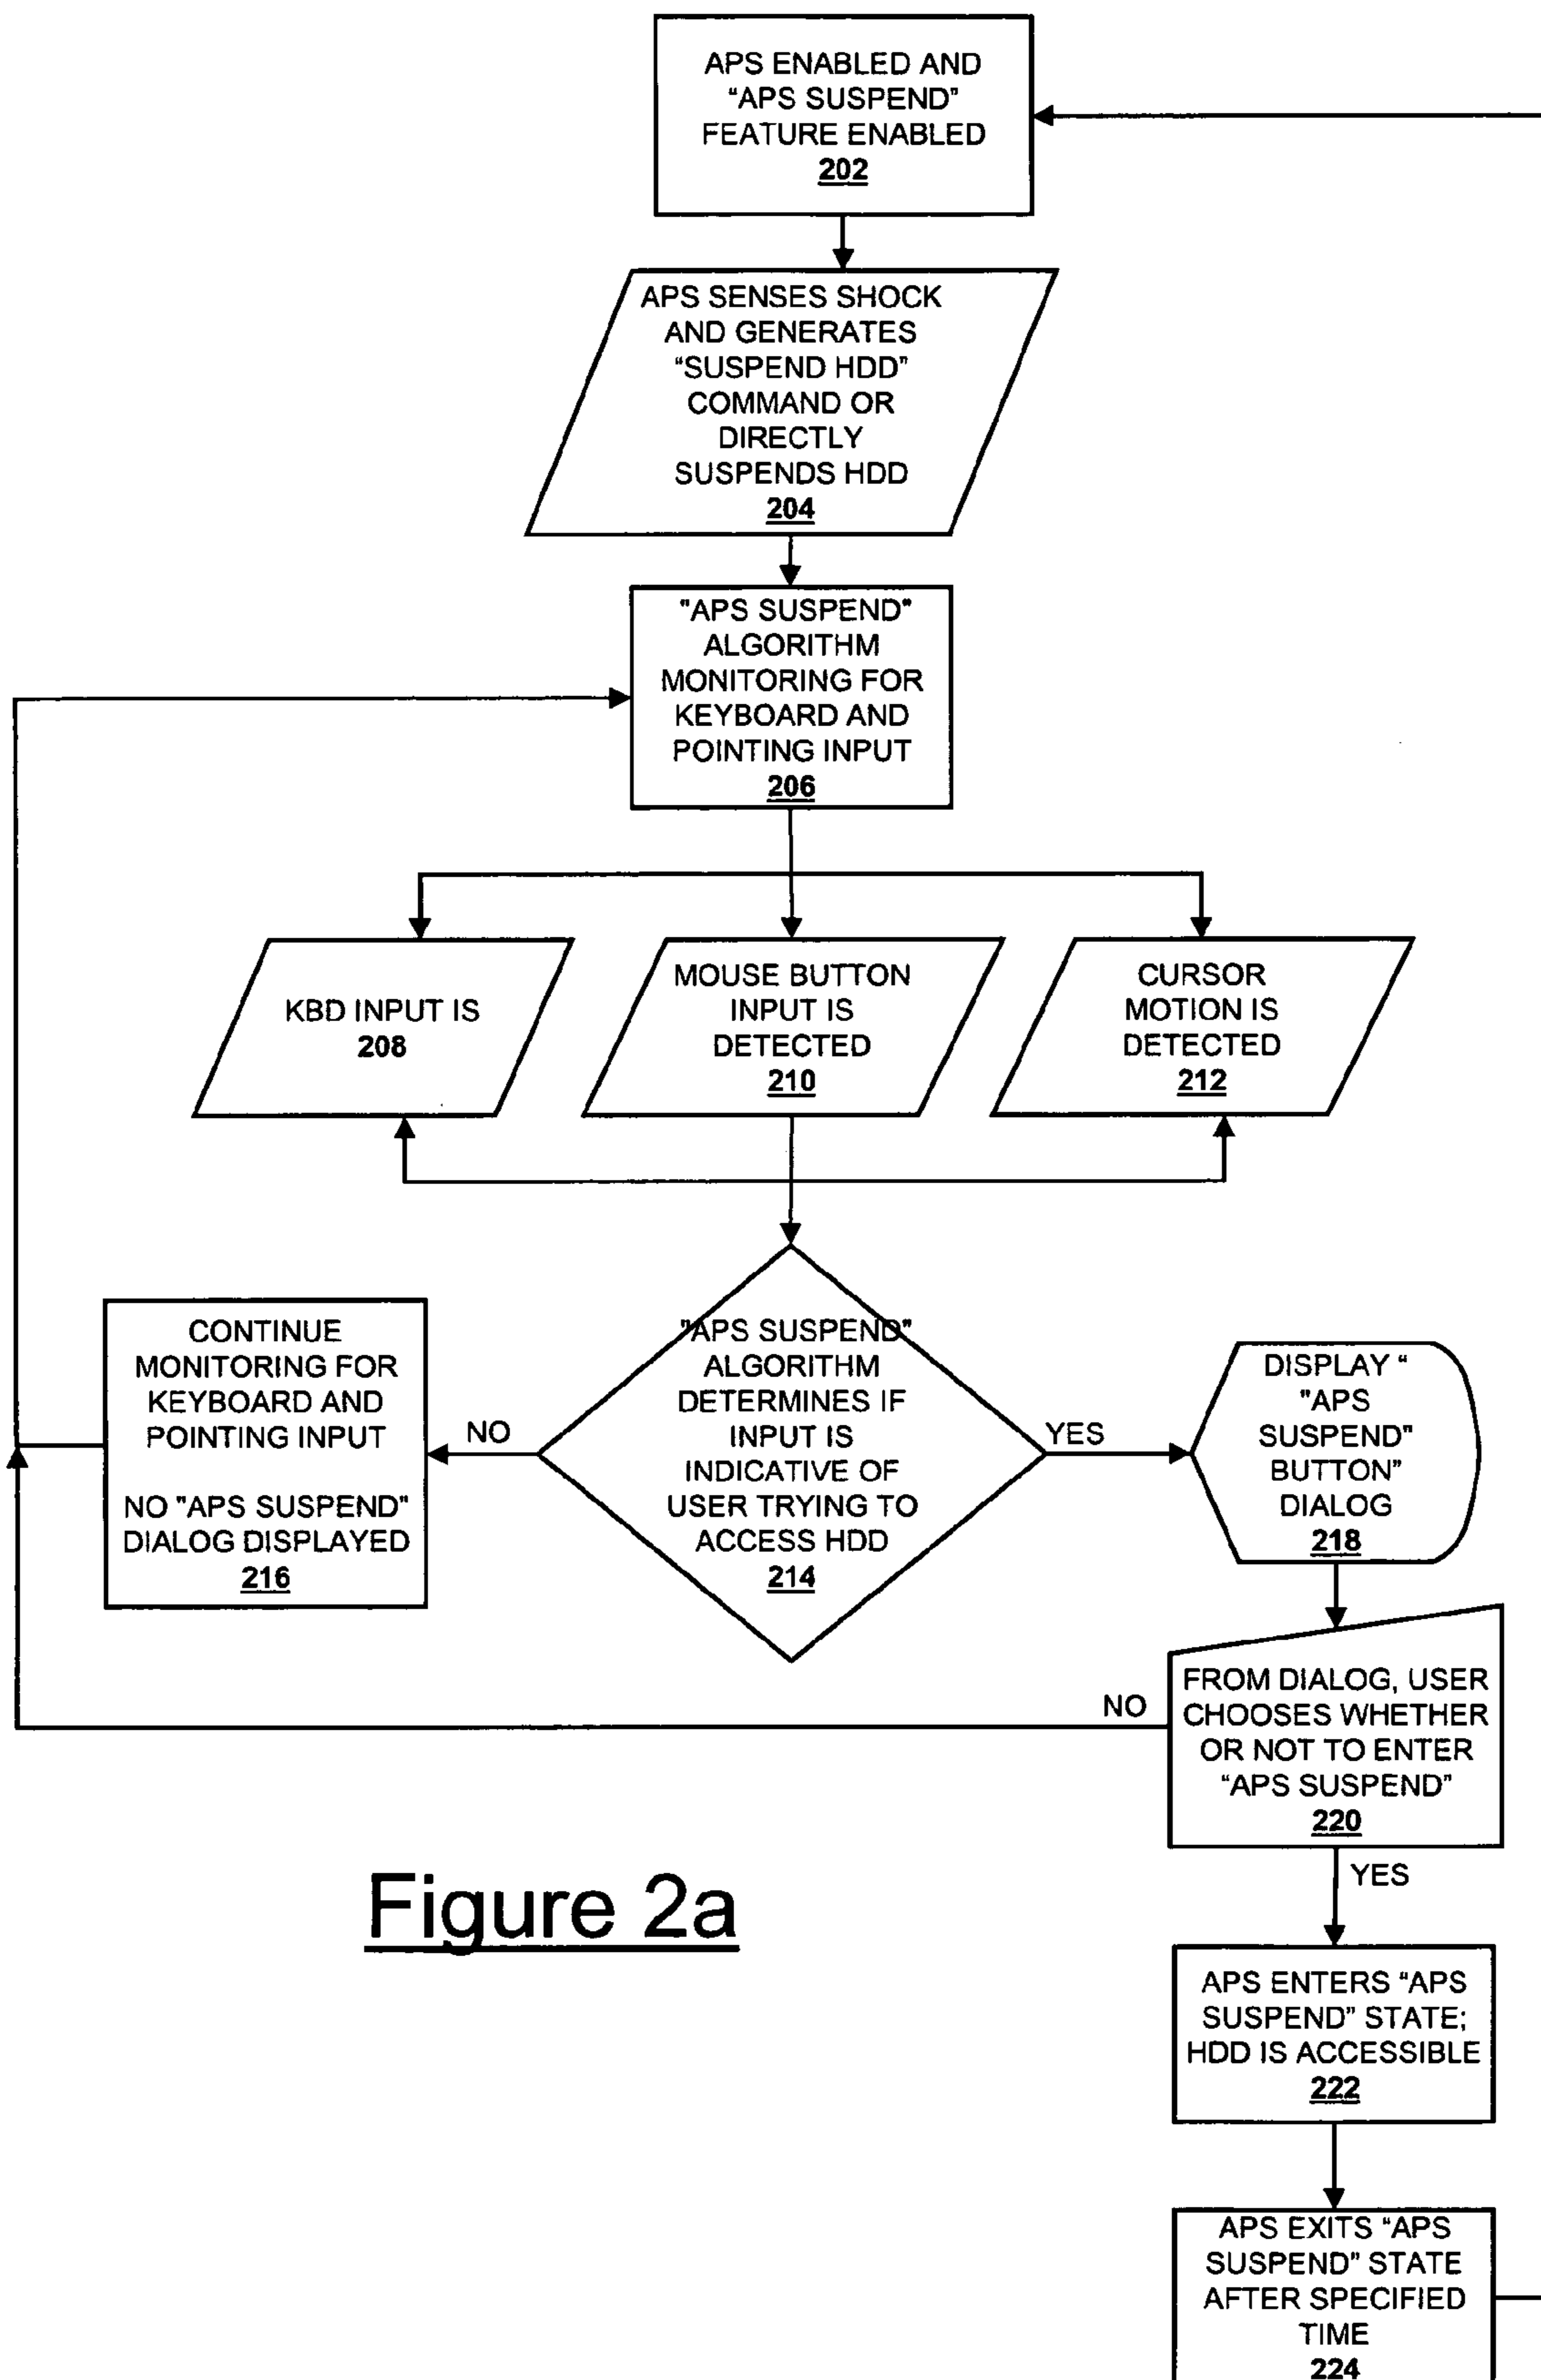 APS ENABLED AND
“APS SUSPEND”
FEATURE ENABLED
202
APS SENSES SHOCK
AND GENERATES
“SUSPEND HDD”
COMMAND OR
DIRECTLY
SUSPENDS HDD
204
"APS SUSPEND"
ALGORITHM
MONITORING FOR
KEYBOARD AND
POINTING INPUT
206
KBD INPUT IS
208
MOUSE BUTTON
INPUT IS
DETECTED
210
CURSOR
MOTION IS
DETECTED
212
CONTINUE
MONITORING FOR
KEYBOARD AND
POINTING INPUT
NO "APS SUSPEND"
DIALOG DISPLAYED
216
NO
"APS SUSPEND"
ALGORITHM
DETERMINES IF
INPUT IS
INDICATIVE OF
USER TRYING TO
ACCESS HDD
214
YES
DISPLAY “
"APS
SUSPEND"
BUTTON”
DIALOG
218
NO
FROM DIALOG, USER
CHOOSES WHETHER
OR NOT TO ENTER
“APS SUSPEND”
220
YES
Figure 2a
APS ENTERS “APS
SUSPEND” STATE;
HDD IS ACCESSIBLE
222
APS EXITS “APS
SUSPEND” STATE
AFTER SPECIFIED
TIME
224